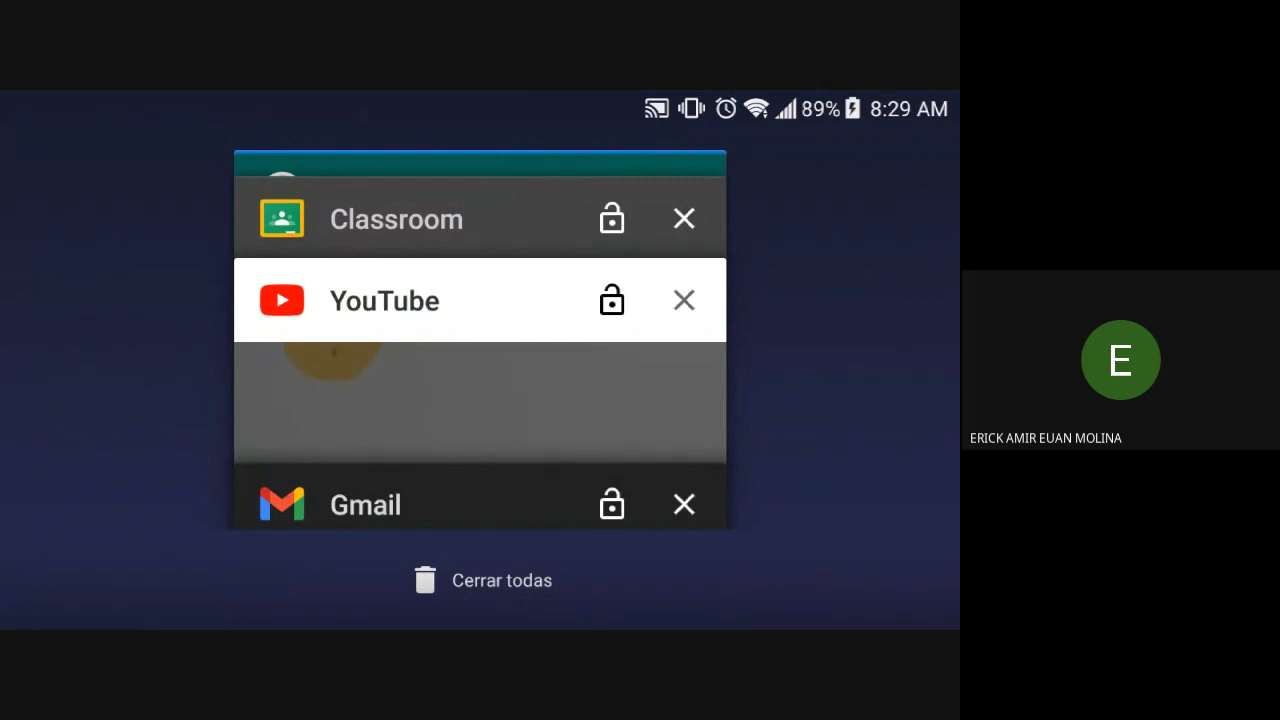 89% 8:29 AM
Classroom
YouTube
Gmail
Cerrar todas
E
ERICK AMIR EUAN MOLINA